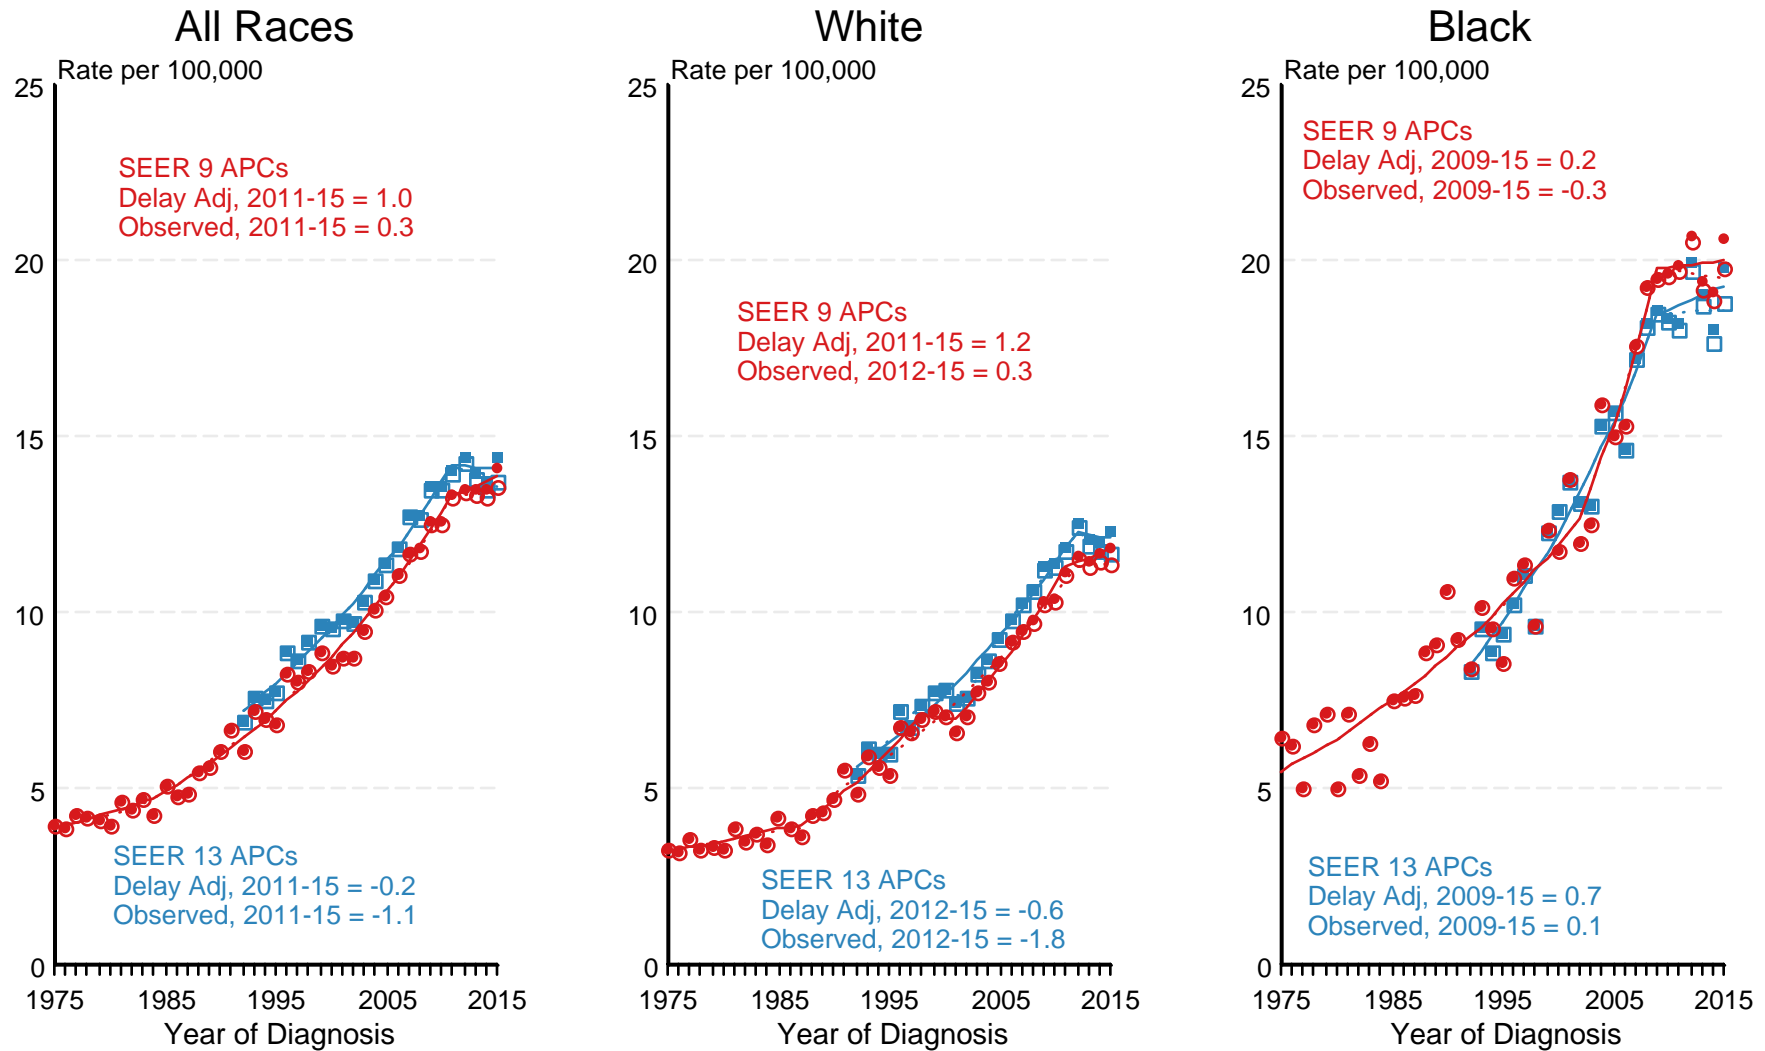 All Races
Rate per 100,000
25
20
15
10
5
0
SEER 9 APCs
Delay Adj, 2011-15 = 1.0
Observed, 2011-15 = 0.3
SEER 13 APCs
Delay Adj, 2011-15 = -0.2
Observed, 2011-15 = -1.1
1975 1985 1995 2005 2015
Year of Diagnosis
White
Rate per 100,000
25
20
15
10
5
0
SEER 9 APCs
Delay Adj, 2011-15 = 1.2
Observed, 2012-15 = 0.3
SEER 13 APCs
Delay Adj, 2012-15 = -0.6
Observed, 2012-15 = -1.8
1975 1985 1995 2005 2015
Year of Diagnosis
Black
Rate per 100,000
25
20
15
10
5
0
SEER 9 APCs
Delay Adj, 2009-15 = 0.2
Observed, 2009-15 = -0.3
SEER 13 APCs
Delay Adj, 2009-15 = 0.7
Observed, 2009-15 = 0.1
1975 1985 1995 2005 2015
Year of Diagnosis